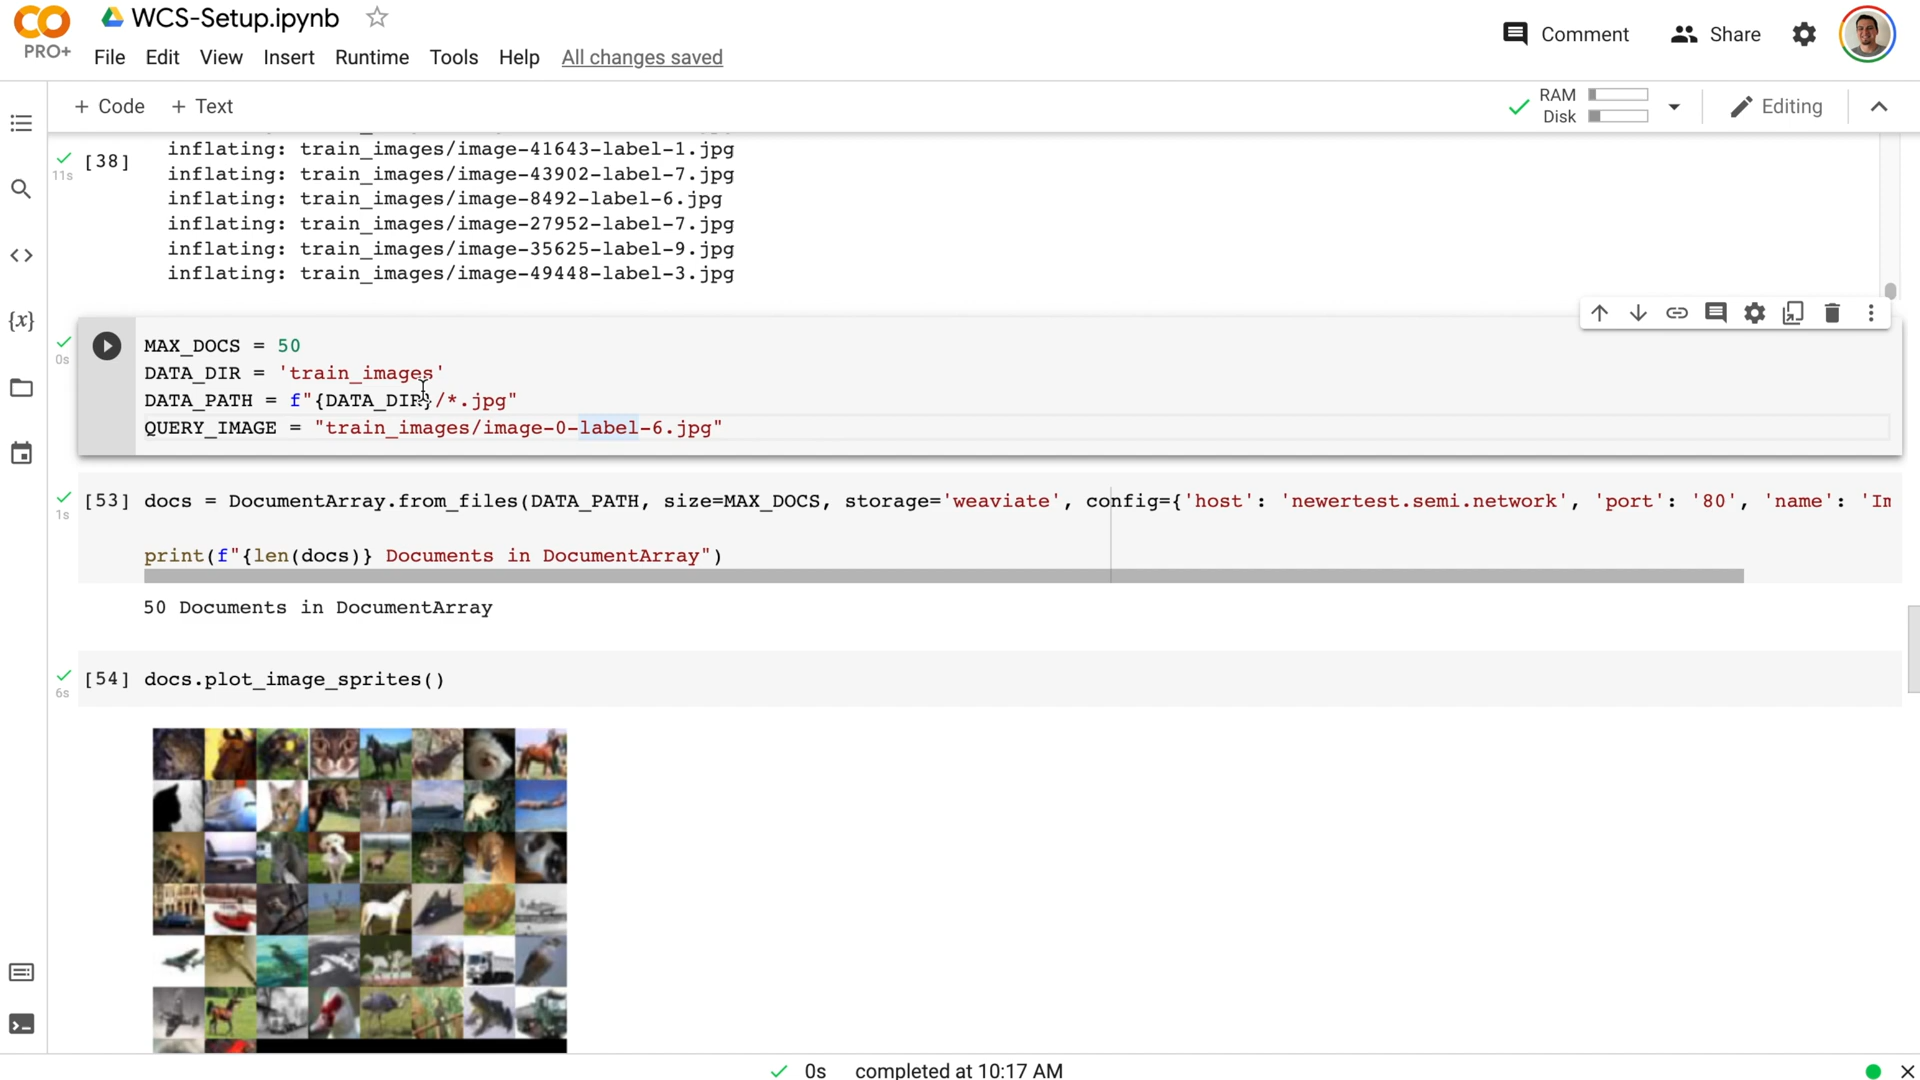 WCS-Setup.ipynb
PRO+
File Edit View Insert Runtime Tools Help All changes saved
Comment Share
+ Code + Text
RAM
Disk
Editing
[38]
11s
inflating: train_images/image-41643-label-1.jpg
inflating: train_images/image-43902-label-7.jpg
inflating: train_images/image-8492-label-6.jpg
inflating: train_images/image-27952-label-7.jpg
inflating: train_images/image-35625-label-9.jpg
inflating: train_images/image-49448-label-3.jpg
{x}
0s
MAX_DOCS = 50
DATA_DIR = 'train_images'
DATA_PATH = f"{DATA_DIR}/*.jpg"
QUERY_IMAGE = "train_images/image-0-label-6.jpg"
[53] docs = DocumentArray.from_files(DATA_PATH, size=MAX_DOCS, storage='weaviate', config={'host': 'newertest.semi.network', 'port': '80', 'name': 'Im
1s
print(f"{len(docs)} Documents in DocumentArray")
50 Documents in DocumentArray
[54] docs.plot_image_sprites()
6s
0s completed at 10:17 AM